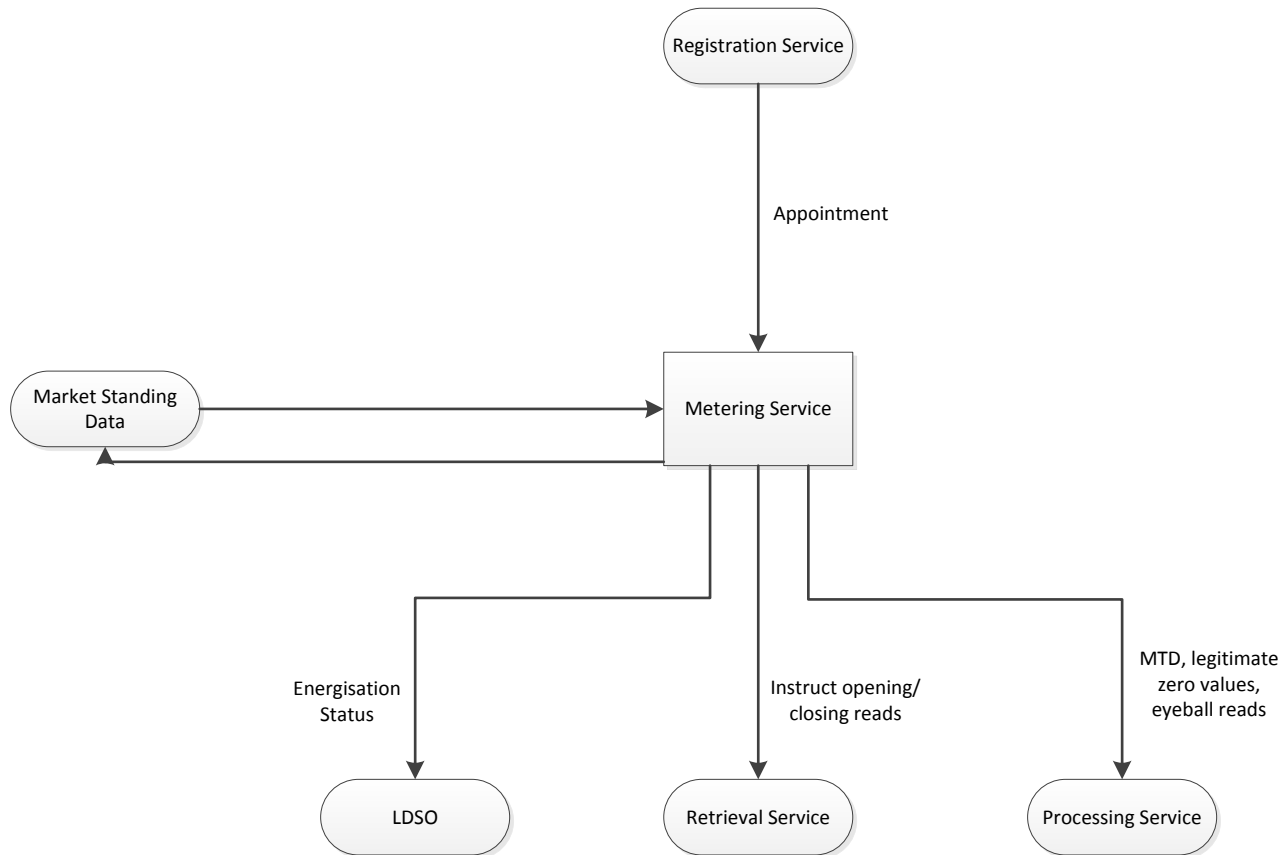 Registration Service
Appointment
Market Standing
Data
Metering Service
Energisation
Status
Instruct opening/
closing reads
MTD, legitimate
zero values,
eyeball reads
LDSO
Retrieval Service
Processing Service